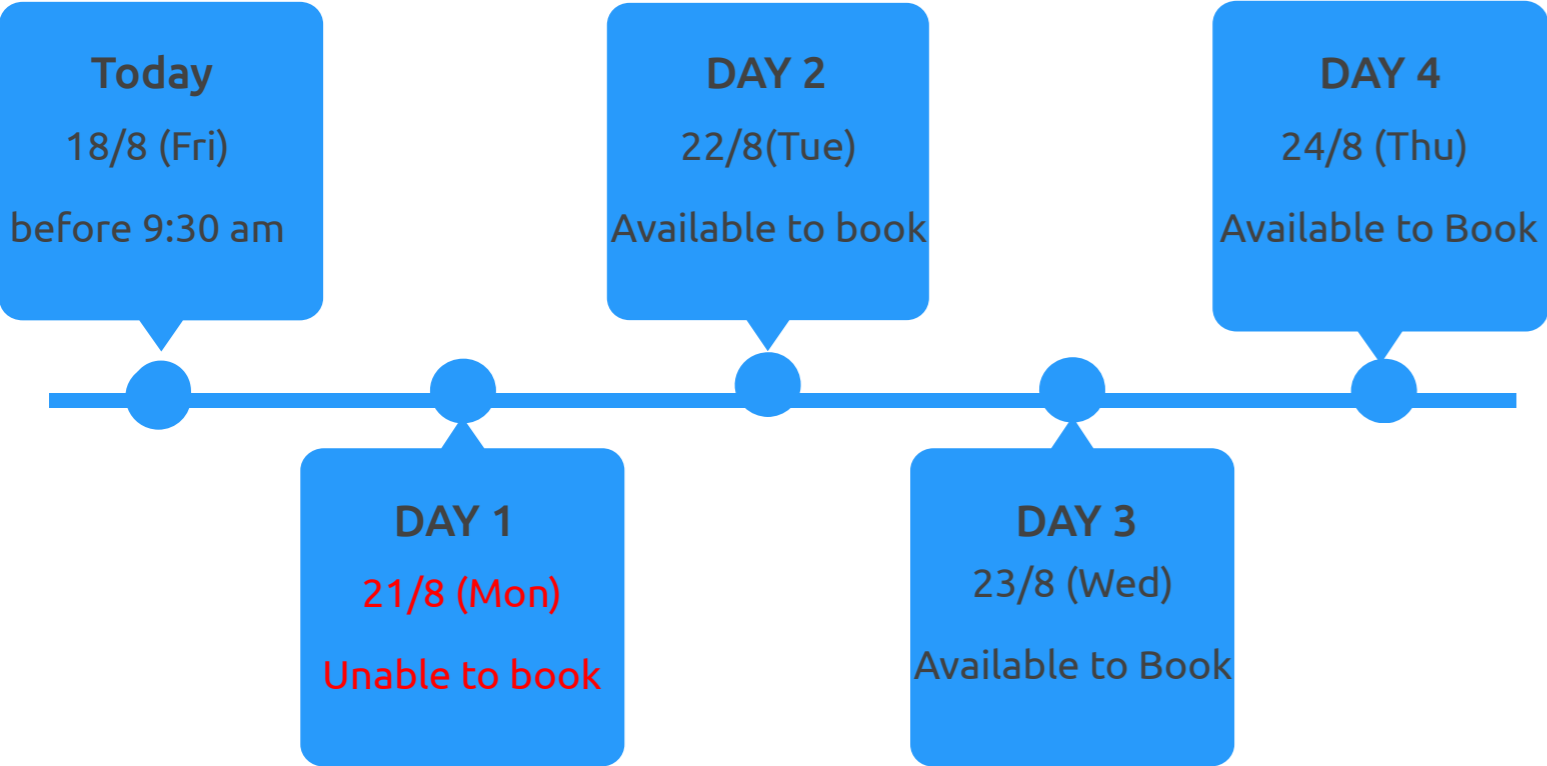 Today
18/8 (Fri)
before 9:30 am
DAY 1
21/8 (Mon)
Unable to book
DAY 2
22/8(Tue)
Available to book
DAY 3
23/8 (Wed)
Available to Book
DAY 4
24/8 (Thu)
Available to Book